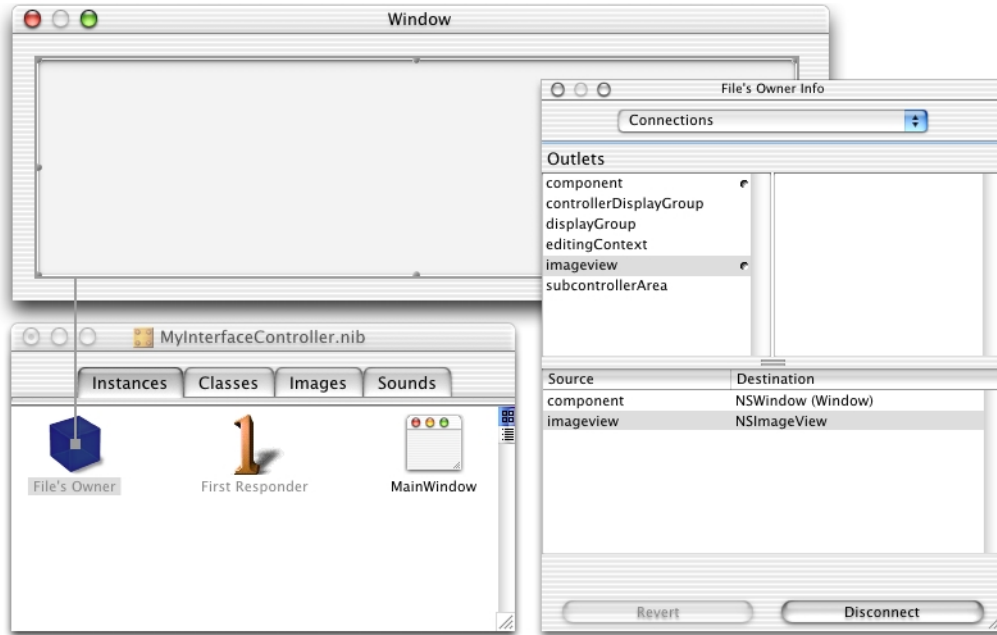 Window
File's Owner Info
Connections
Outlets
component
controllerDisplayGroup
displayGroup
editingContext
imageview
subcontrollerArea
MyInterfaceController.nib
Instances Classes Images Sounds
File's Owner First Responder MainWindow
Source Destination
component NSWindow (Window)
imageview NSImageView
Revert Disconnect